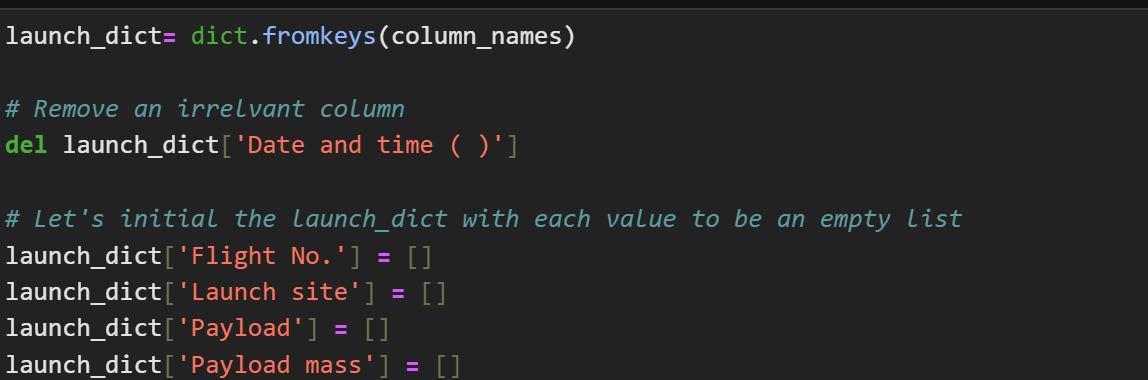 launch_dict= dict.fromkeys(column_names)
# Remove an irrelvant column
del launch_dict['Date and time ( )']
# Let's initial the launch_dict with each value to be an empty list
launch_dict['Flight No.'] = []
launch_dict['Launch site'] = []
launch_dict['Payload'] = []
launch_dict['Payload mass'] = []